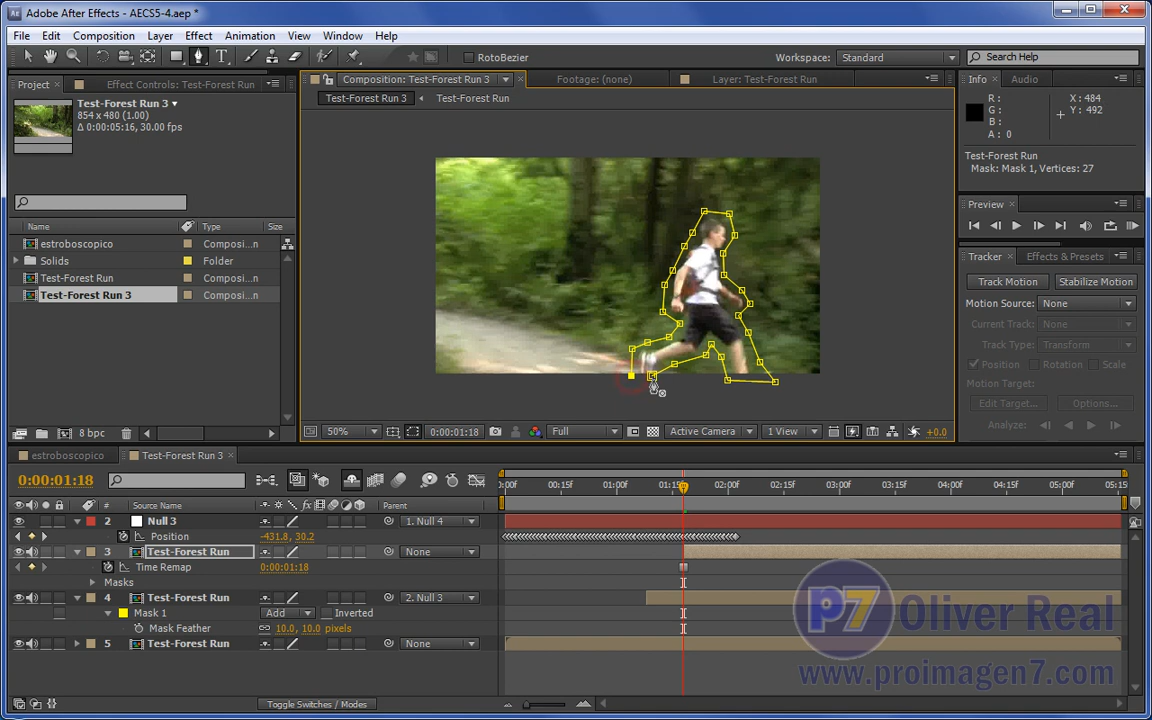 Adobe After Effects - AECS5-4.aep *
File Edit Composition Layer Effect Animation View Window Help
RotoBezier
Workspace: Standard
Search Help
Project Effect Controls: Test-Forest Run
Composition: Test-Forest Run 3
Footage: (none)
Layer: Test-Forest Run
Info Audio
Test-Forest Run 3 Test-Forest Run
Test-Forest Run 3
854 x 480 (1.00)
Δ 0:00:05:16, 30.00 fps
R:
G:
B:
A: 0
X: 484
Y: 492
Test-Forest Run
Mask: Mask 1, Vertices: 27
Preview
Name Type
estroboscopico Composi...n
Solids Folder
Test-Forest Run Composi...n
Test-Forest Run 3 Composi...n
Tracker Effects & Presets
Track Motion Stabilize Motion
Motion Source: None
Current Track: None
Track Type: Transform
Position Rotation Scale
Motion Target:
Edit Target... Options...
Analyze:
8 bpc
50% 0:00:01:18 Full Active Camera 1 View +0.0
estroboscopico Test-Forest Run 3
0:00:01:18
:00f 00:15f 01:00f 01:15f 02:00f 02:15f 03:00f 03:15f 04:00f 04:15f 05:00f 05:15f
# Source Name fx Parent
2 Null 3 1. Null 4
Position -431.8, 30.2
3 Test-Forest Run None
Time Remap 0:00:01:18
Masks
4 Test-Forest Run 2. Null 3
Mask 1 Add Inverted
Mask Feather 10.0, 10.0 pixels
5 Test-Forest Run None
Toggle Switches / Modes
p7 Oliver Real
www.proimagen7.com